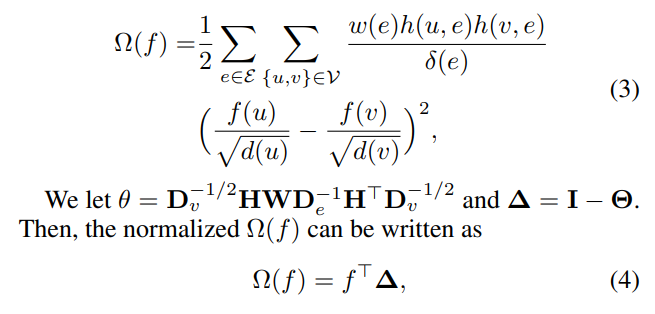 Ω(f) = 1/2 ∑_{e∈ℰ} ∑_{{u,v}∈𝒱} w(e)h(u, e)h(v, e) / δ(e)
( f(u) / √d(u) − f(v) / √d(v) )², (3)
We let θ = D_v^{−1/2} H W D_e^{−1} H^⊤ D_v^{−1/2} and Δ = I − Θ.
Then, the normalized Ω(f) can be written as
Ω(f) = f^⊤ Δ, (4)